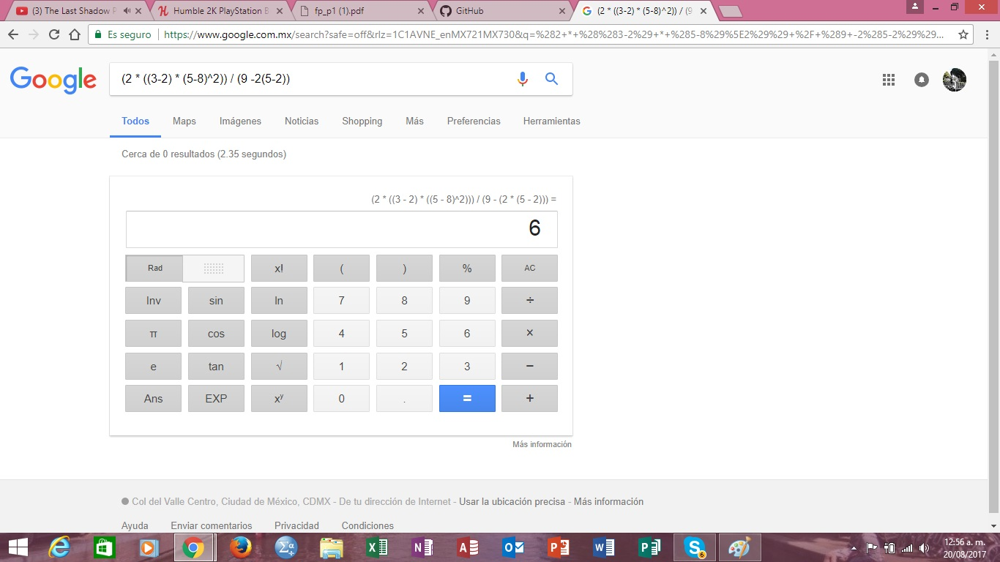 (3) The Last Shadow P
Humble 2K PlayStation B
fp_p1 (1).pdf
GitHub
(2 * ((3-2) * (5-8)^2)) / (9
Es seguro
https://www.google.com.mx/search?safe=off&rlz=1C1AVNE_enMX721MX730&q=%282+*+%28%283-2%29+*+%285-8%29%5E2%29%29+%2F+%289+-2%285-2%29%29...
Google
(2 * ((3-2) * (5-8)^2)) / (9 -2(5-2))
Todos
Maps
Imágenes
Noticias
Shopping
Más
Preferencias
Herramientas
Cerca de 0 resultados (2.35 segundos)
(2 * ((3 - 2) * ((5 - 8)^2))) / (9 - (2 * (5 - 2))) =
6
Rad x! ( ) % AC
Inv sin ln 7 8 9 ÷
π cos log 4 5 6 ×
e tan √ 1 2 3 −
Ans EXP xʸ 0 . = +
Más información
Col del Valle Centro, Ciudad de México, CDMX - De tu dirección de Internet - Usar la ubicación precisa - Más información
Ayuda
Enviar comentarios
Privacidad
Condiciones
6
12:56 a. m.
20/08/2017